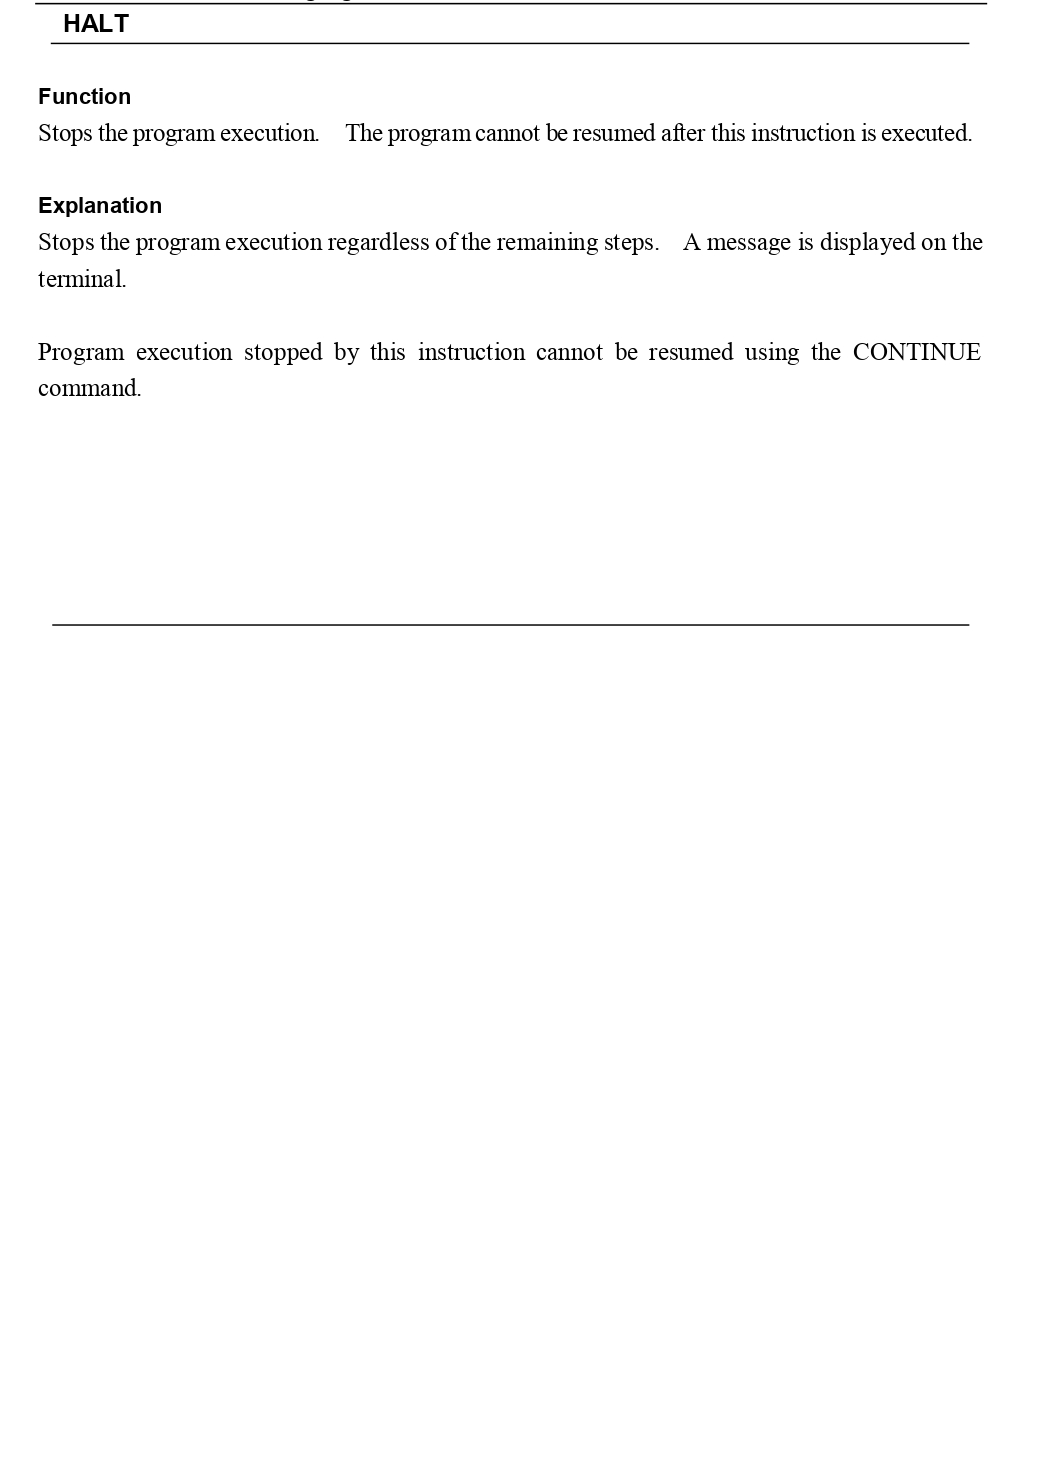 HALT
Function
Stops the program execution. The program cannot be resumed after this instruction is executed.
Explanation
Stops the program execution regardless of the remaining steps. A message is displayed on the
terminal.
Program execution stopped by this instruction cannot be resumed using the CONTINUE
command.